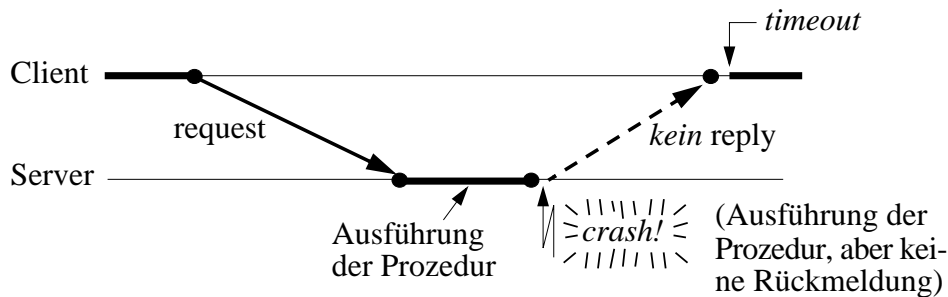 timeout
Client
request
kein reply
Server
Ausführung
der Prozedur
crash!
(Ausführung der
Prozedur, aber kei-
ne Rückmeldung)